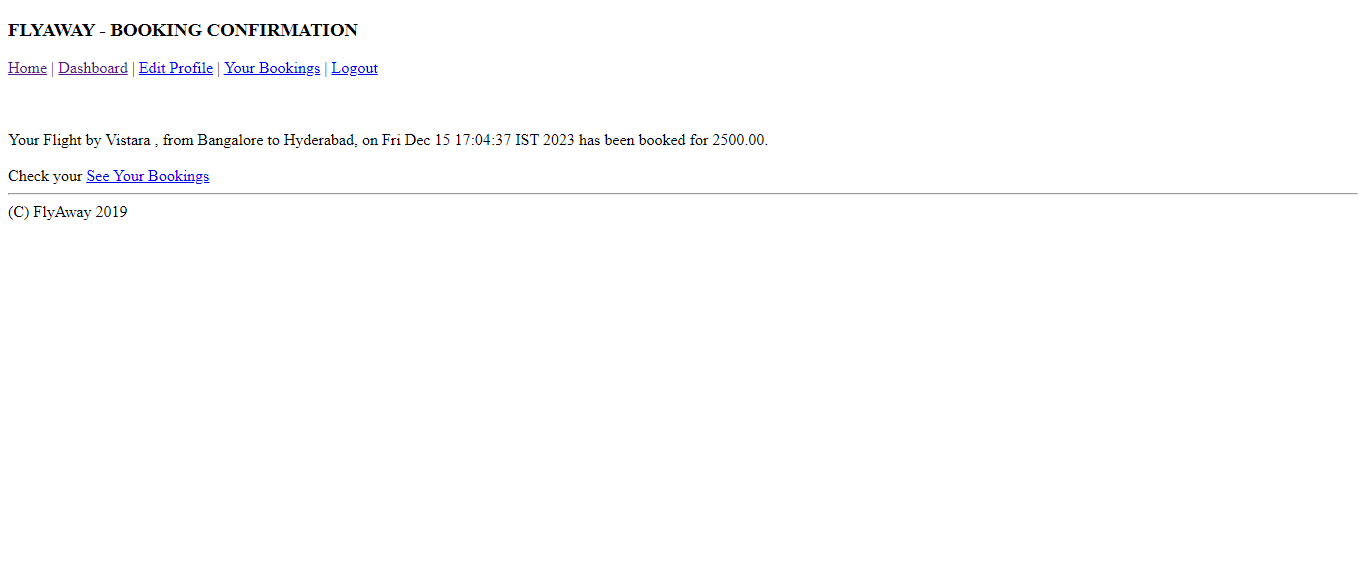 FLYAWAY - BOOKING CONFIRMATION
Home | Dashboard | Edit Profile | Your Bookings | Logout
Your Flight by Vistara , from Bangalore to Hyderabad, on Fri Dec 15 17:04:37 IST 2023 has been booked for 2500.00.
Check your See Your Bookings
(C) FlyAway 2019